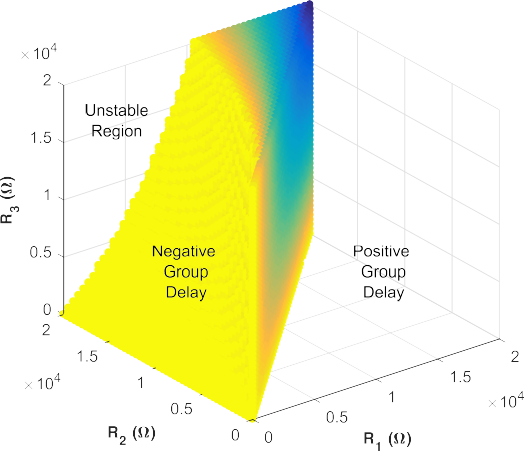 × 10⁴
2
Unstable
Region
1.5
1
R₃ (Ω)
0.5
Negative
Group
Delay
Positive
Group
Delay
0
2
1.5
× 10⁴
1
R₂ (Ω)
0.5
0
0
0.5
1
R₁ (Ω)
1.5
× 10⁴
2